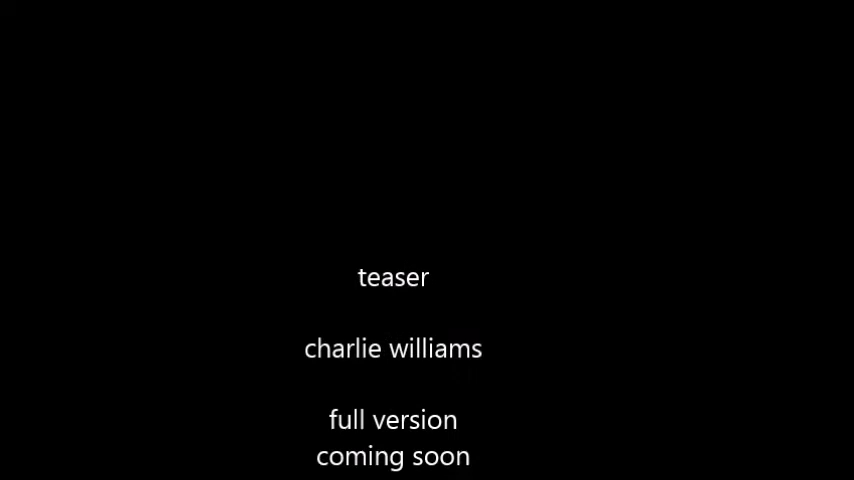 teaser
charlie williams
full version
coming soon